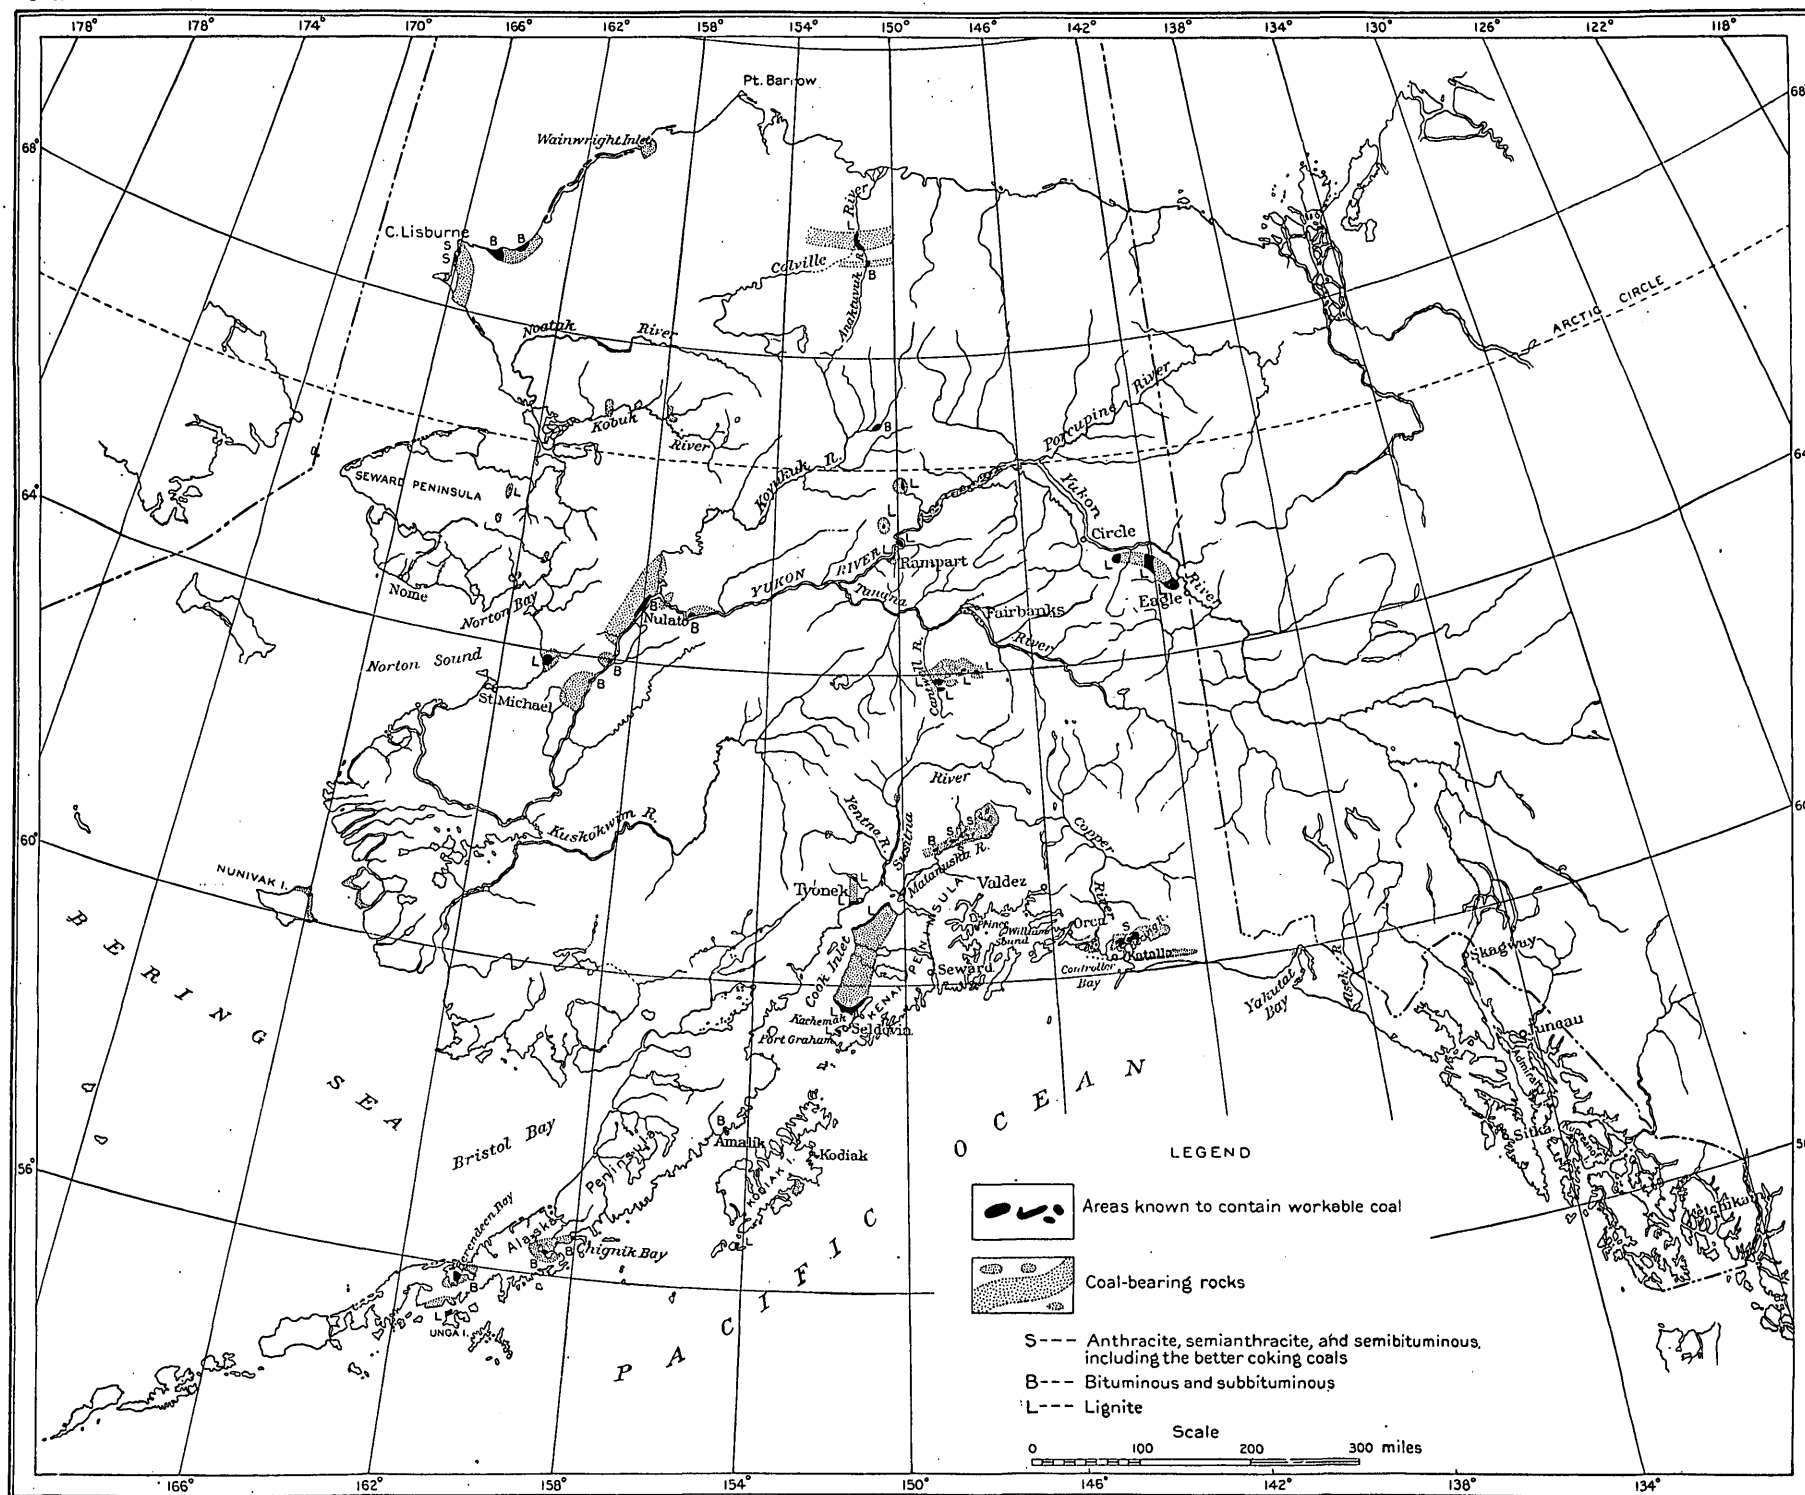 178° 178° 174° 170° 166° 162° 158° 154° 150° 146° 142° 138° 134° 130° 126° 122° 118°
Pt. Barrow
68°
Wainwright Inlet
68°
River
L
C. Lisburne
S
S
B B
Colville
B
Anaktuvuk R.
ARCTIC CIRCLE
Noatak River
Porcupine River
Kobuk River
B
Koyukuk R.
64°
64°
SEWARD PENINSULA
L
L
Yukon
L
Circle
L
L
YUKON RIVER
Rampart
L
L
Eagle
River
Nome
Norton Bay
Tanana
Fairbanks
River
B
Nulato
B
Norton Sound
L
B
B
Cantwell R.
L
L
L
L
St. Michael
River
60°
60°
Kuskokwim R.
Yentna R.
Susitna
Copper
River
B
S
S
Matanuska R.
NUNIVAK I.
Tyonek
L
L
L
Valdez
Prince William Sound
Orca
S
Katalla
Controller Bay
Skagway
Cook Inlet
KENAI PENINSULA
Seward
Yakutat Bay
Alsek R.
BERING SEA
L
L
Kachemak
Seldovia
Port Graham
Juneau
Admiralty
Bristol Bay
B
Amalik
Kodiak
KODIAK I.
L
Sitka
56°
Alaska Peninsula
Ketchikan
B
B
Chignik Bay
B
L
UNGA I.
PACIFIC OCEAN
LEGEND
Areas known to contain workable coal
Coal-bearing rocks
S--- Anthracite, semianthracite, and semibituminous,
including the better coking coals
B--- Bituminous and subbituminous
L--- Lignite
Scale
0 100 200 300 miles
166° 162° 158° 154° 150° 146° 142° 138° 134°